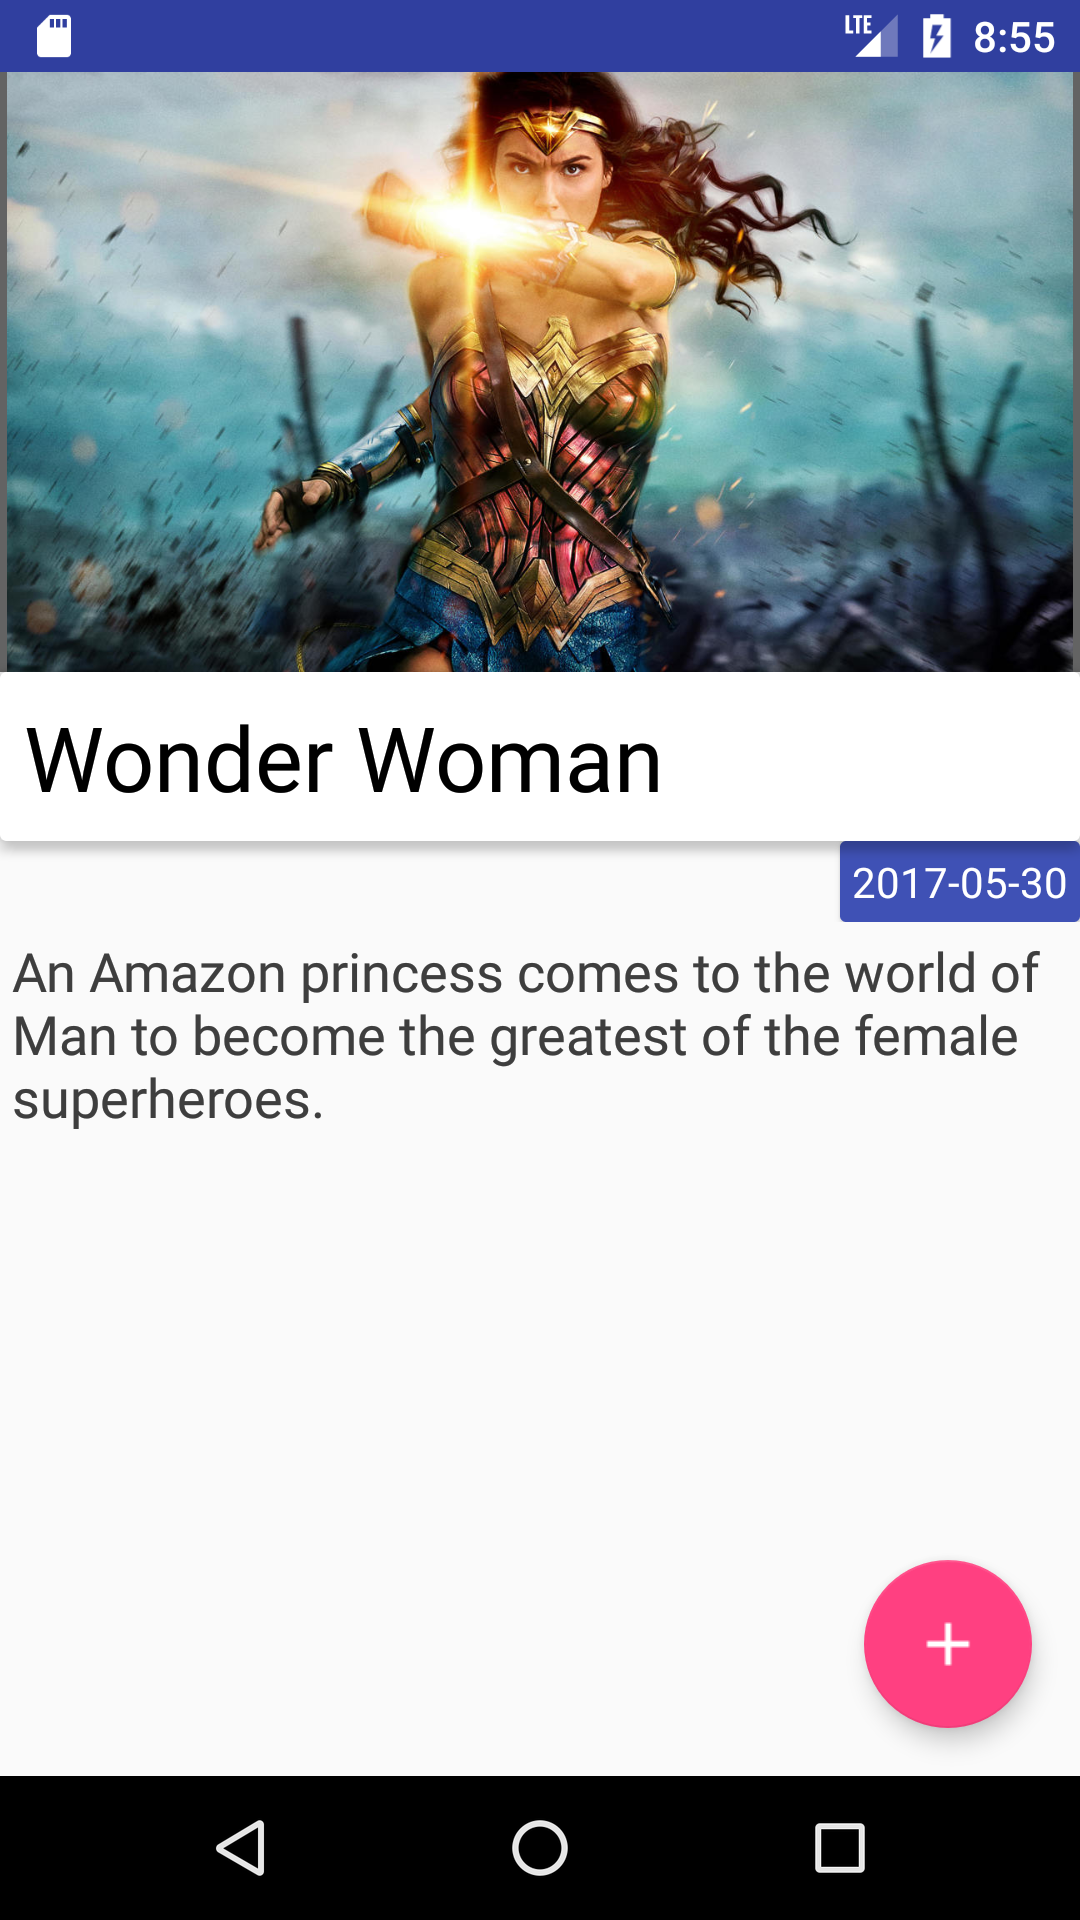 LTE 8:55
Wonder Woman
2017-05-30
An Amazon princess comes to the world of
Man to become the greatest of the female
superheroes.